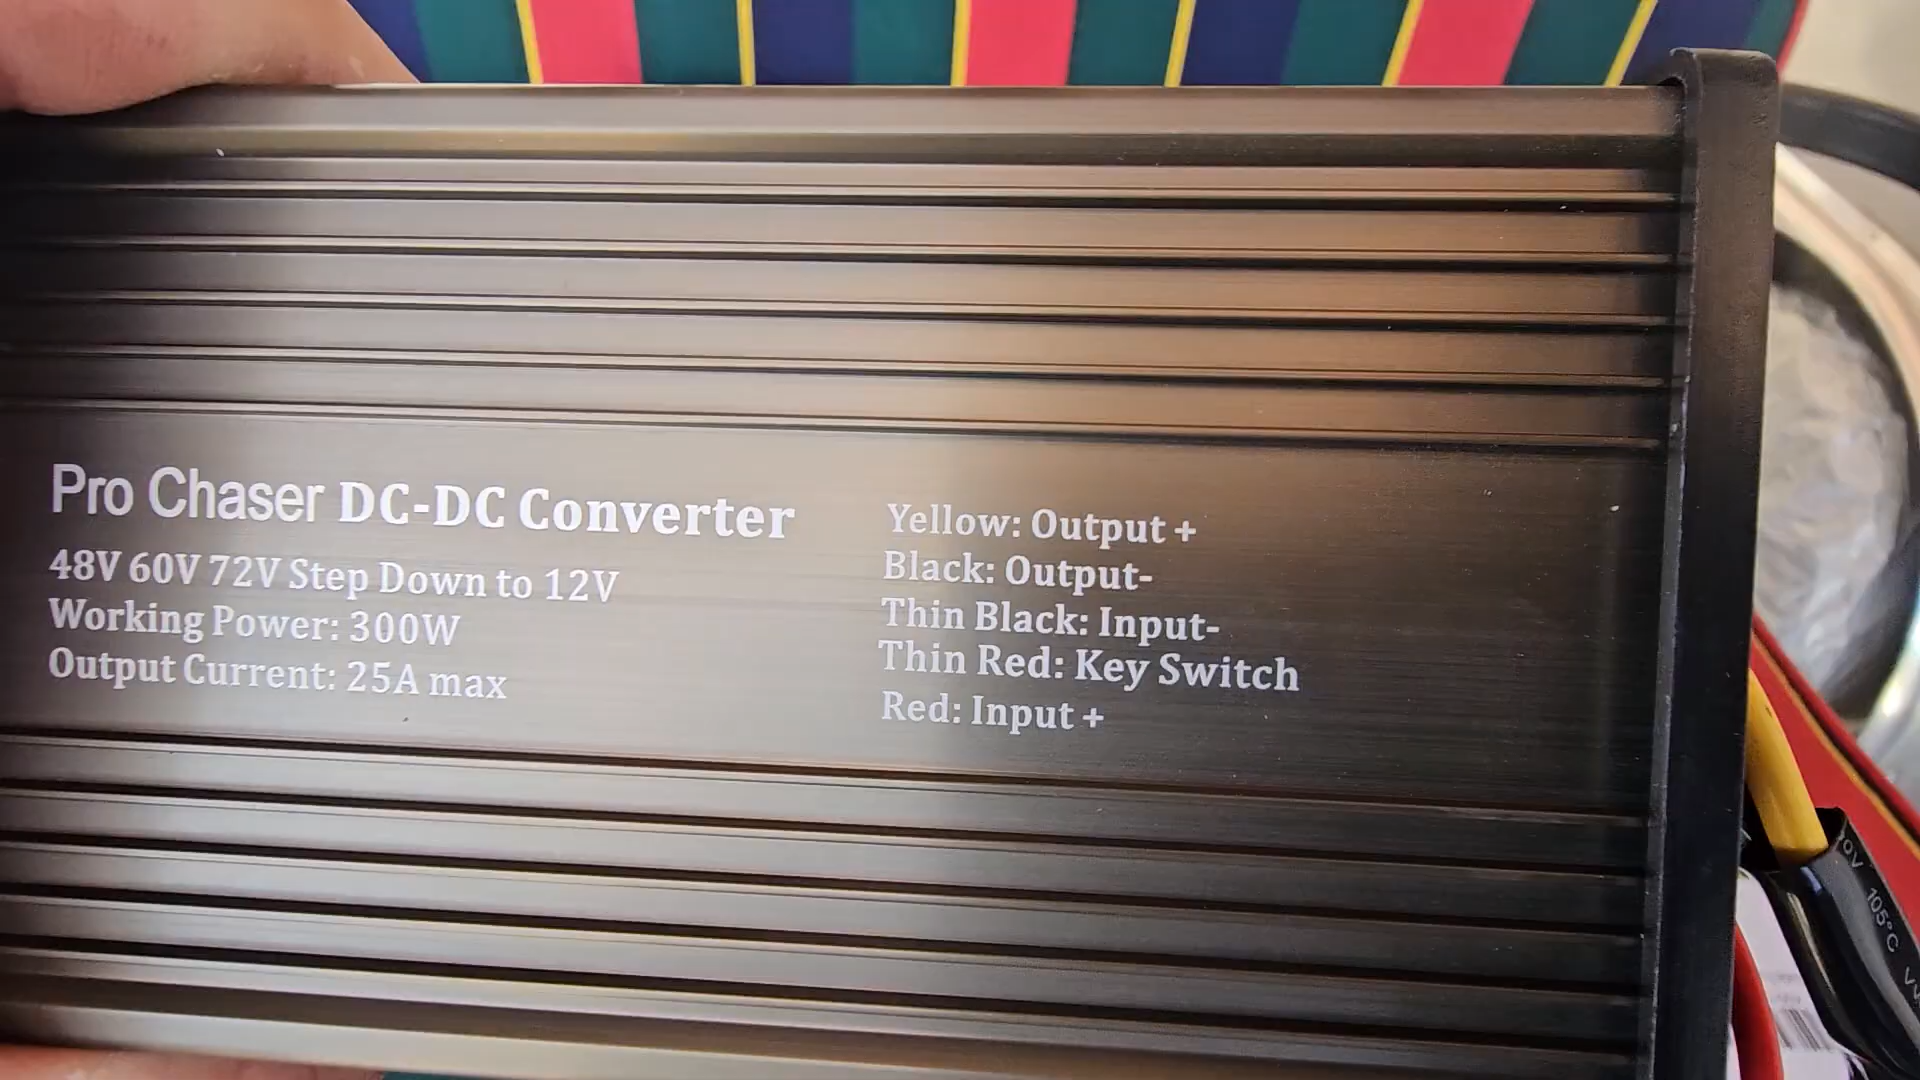 Pro Chaser DC-DC Converter
48V 60V 72V Step Down to 12V
Working Power: 300W
Output Current: 25A max
Yellow: Output +
Black: Output-
Thin Black: Input-
Thin Red: Key Switch
Red: Input +
105°C